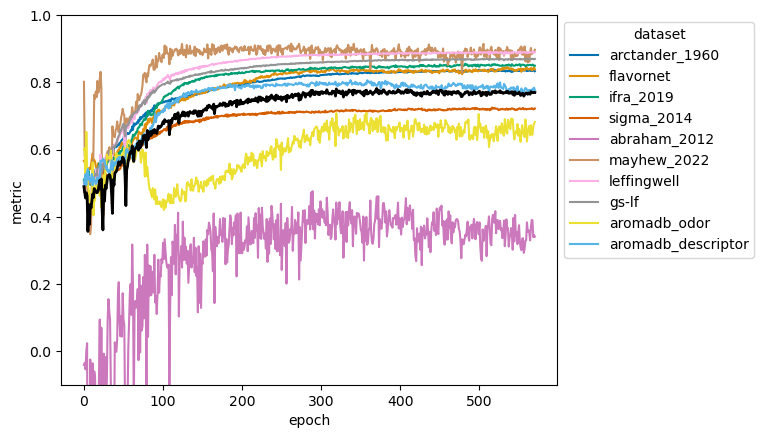 1.0
0.8
0.6
0.4
0.2
0.0
metric
0
100
200
300
400
500
epoch
dataset
arctander_1960
flavornet
ifra_2019
sigma_2014
abraham_2012
mayhew_2022
leffingwell
gs-lf
aromadb_odor
aromadb_descriptor